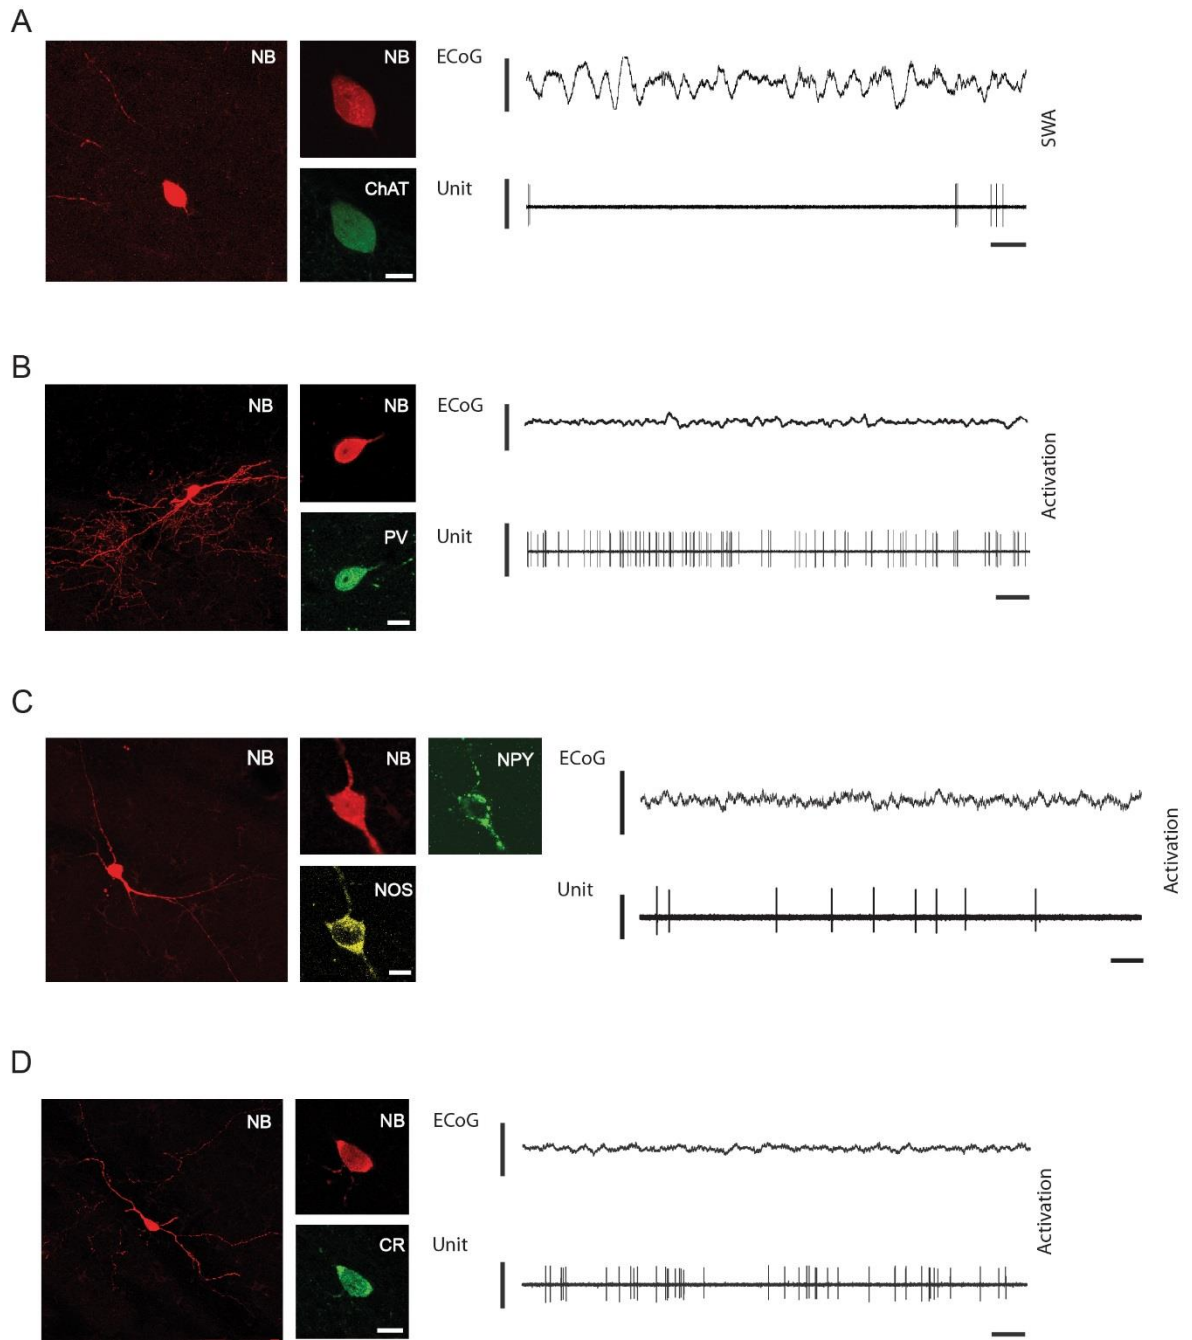 A
NB
NB
ChAT
ECoG
Unit
SWA
B
NB
NB
PV
ECoG
Unit
Activation
C
NB
NB
NPY
NOS
ECoG
Unit
Activation
D
NB
NB
CR
ECoG
Unit
Activation